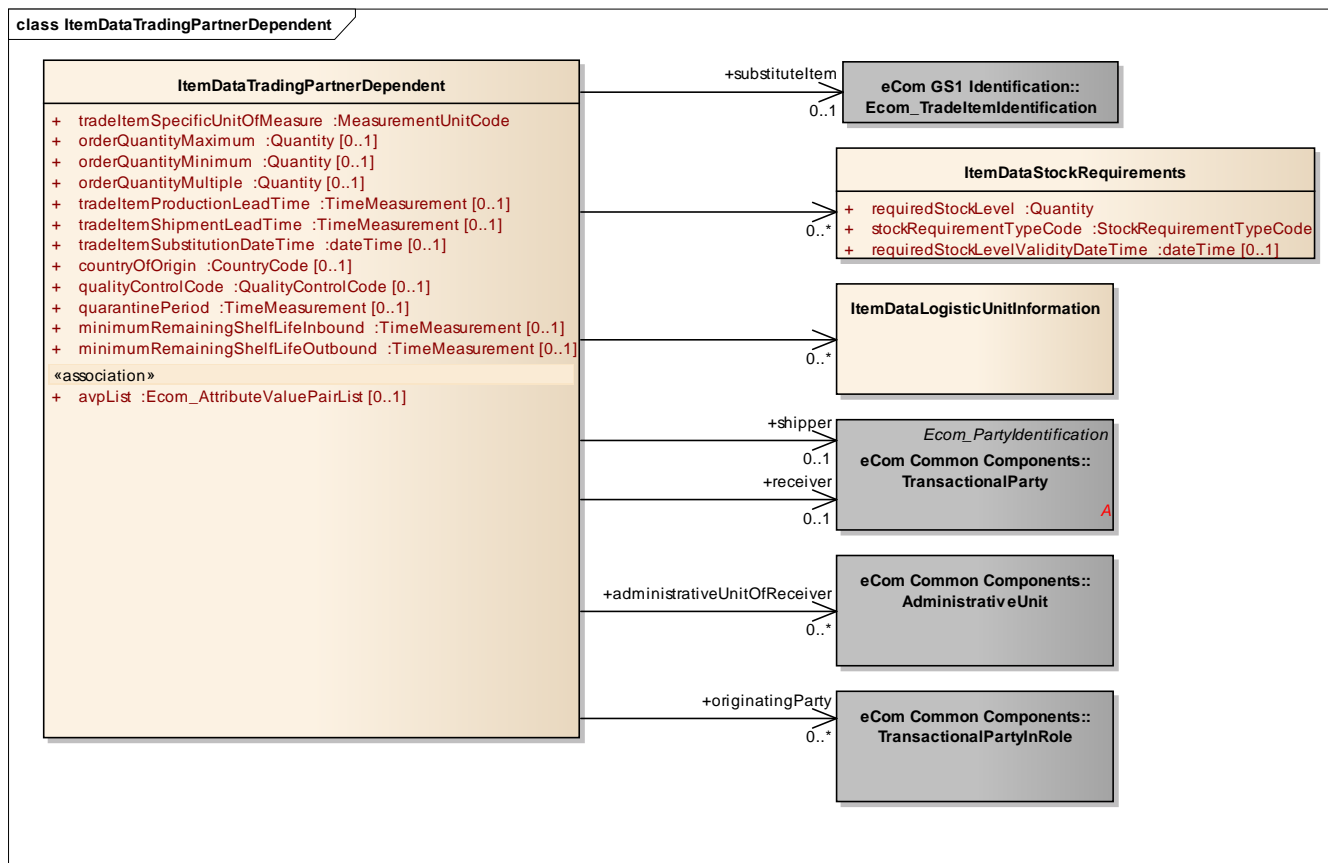 class ItemDataTradingPartnerDependent
ItemDataTradingPartnerDependent
+ tradeItemSpecificUnitOfMeasure :MeasurementUnitCode
+ orderQuantityMaximum :Quantity [0..1]
+ orderQuantityMinimum :Quantity [0..1]
+ orderQuantityMultiple :Quantity [0..1]
+ tradeItemProductionLeadTime :TimeMeasurement [0..1]
+ tradeItemShipmentLeadTime :TimeMeasurement [0..1]
+ tradeItemSubstitutionDateTime :dateTime [0..1]
+ countryOfOrigin :CountryCode [0..1]
+ qualityControlCode :QualityControlCode [0..1]
+ quarantinePeriod :TimeMeasurement [0..1]
+ minimumRemainingShelfLifeInbound :TimeMeasurement [0..1]
+ minimumRemainingShelfLifeOutbound :TimeMeasurement [0..1]
«association»
+ avpList :Ecom_AttributeValuePairList [0..1]
+substituteItem
0..1
eCom GS1 Identification::
Ecom_TradeItemIdentification
0..*
ItemDataStockRequirements
+ requiredStockLevel :Quantity
+ stockRequirementTypeCode :StockRequirementTypeCode
+ requiredStockLevelValidityDateTime :dateTime [0..1]
0..*
ItemDataLogisticUnitInformation
+shipper
0..1
+receiver
0..1
Ecom_PartyIdentification
eCom Common Components::
TransactionalParty
A
+administrativeUnitOfReceiver
0..*
eCom Common Components::
AdministrativeUnit
+originatingParty
0..*
eCom Common Components::
TransactionalPartyInRole